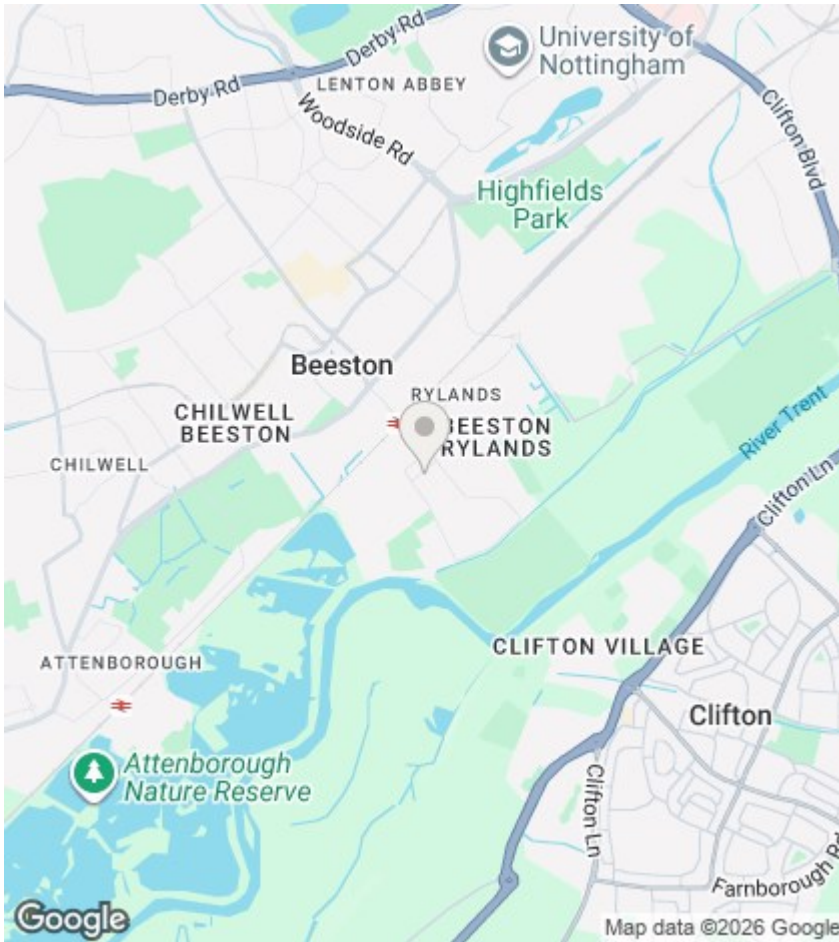 Derby Rd
University of
Nottingham
Derby Rd
LENTON ABBEY
Woodside Rd
Clifton Blvd
Highfields
Park
Beeston
RYLANDS
CHILWELL
BEESTON
BEESTON
RYLANDS
River Trent
CHILWELL
Clifton Ln
ATTENBOROUGH
CLIFTON VILLAGE
Clifton
Attenborough
Nature Reserve
Clifton Ln
Farnborough Rd
Google
Map data ©2026 Google